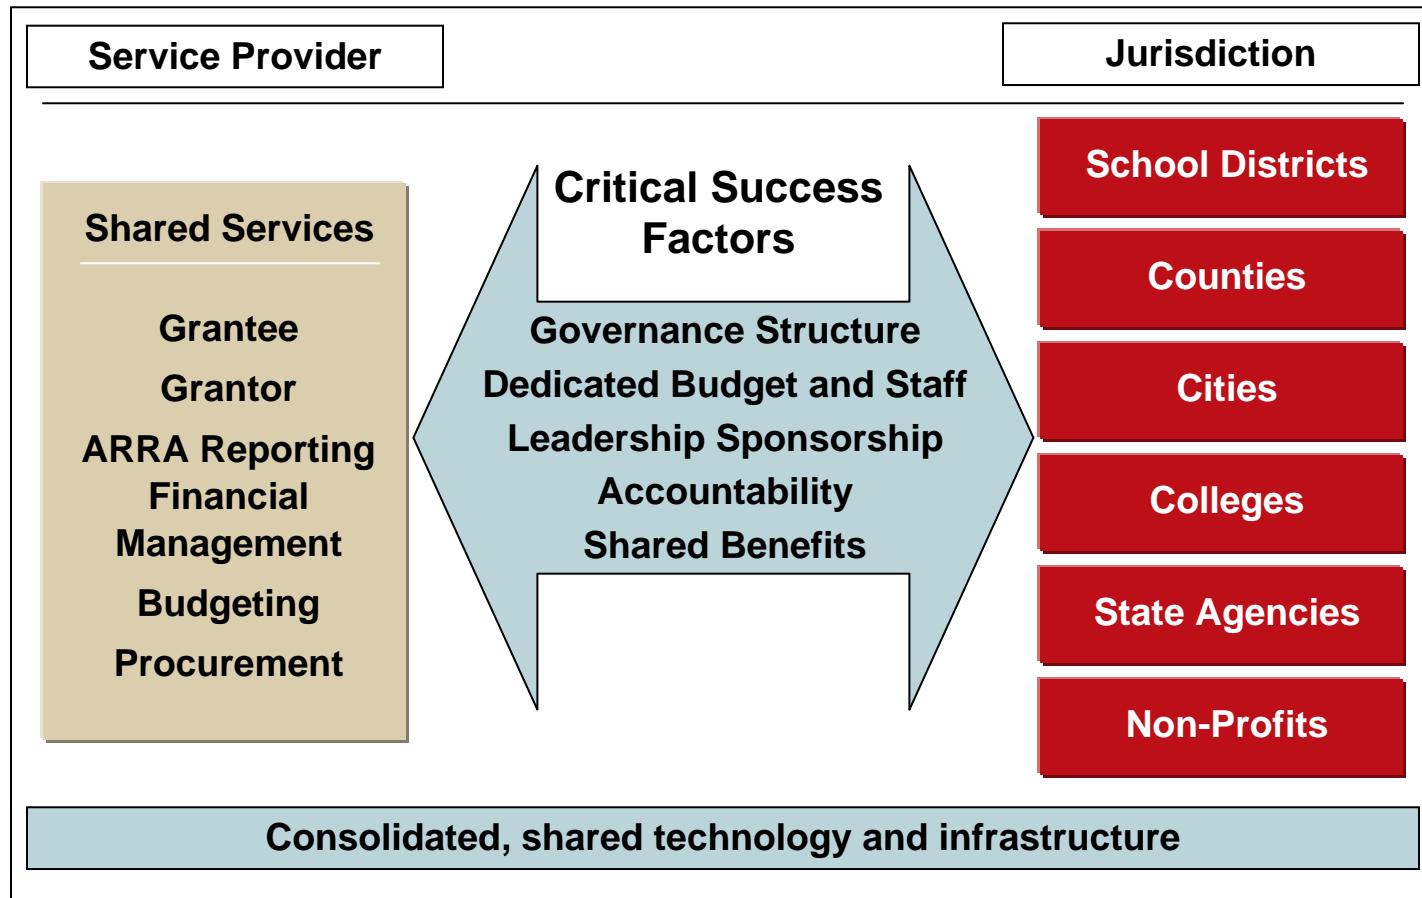 Service Provider
Jurisdiction
Shared Services
Grantee
Grantor
ARRA Reporting
Financial
Management
Budgeting
Procurement
Critical Success
Factors
Governance Structure
Dedicated Budget and Staff
Leadership Sponsorship
Accountability
Shared Benefits
School Districts
Counties
Cities
Colleges
State Agencies
Non-Profits
Consolidated, shared technology and infrastructure